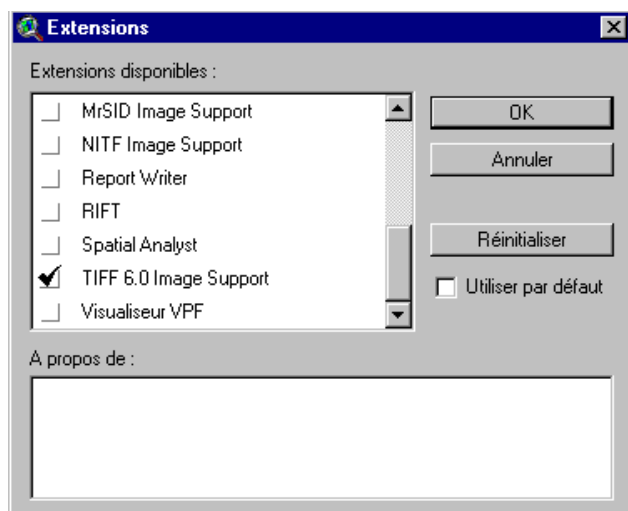 Extensions
Extensions disponibles :
MrSID Image Support
NITF Image Support
Report Writer
RIFT
Spatial Analyst
TIFF 6.0 Image Support
Visualiseur VPF
OK
Annuler
Réinitialiser
Utiliser par défaut
A propos de :